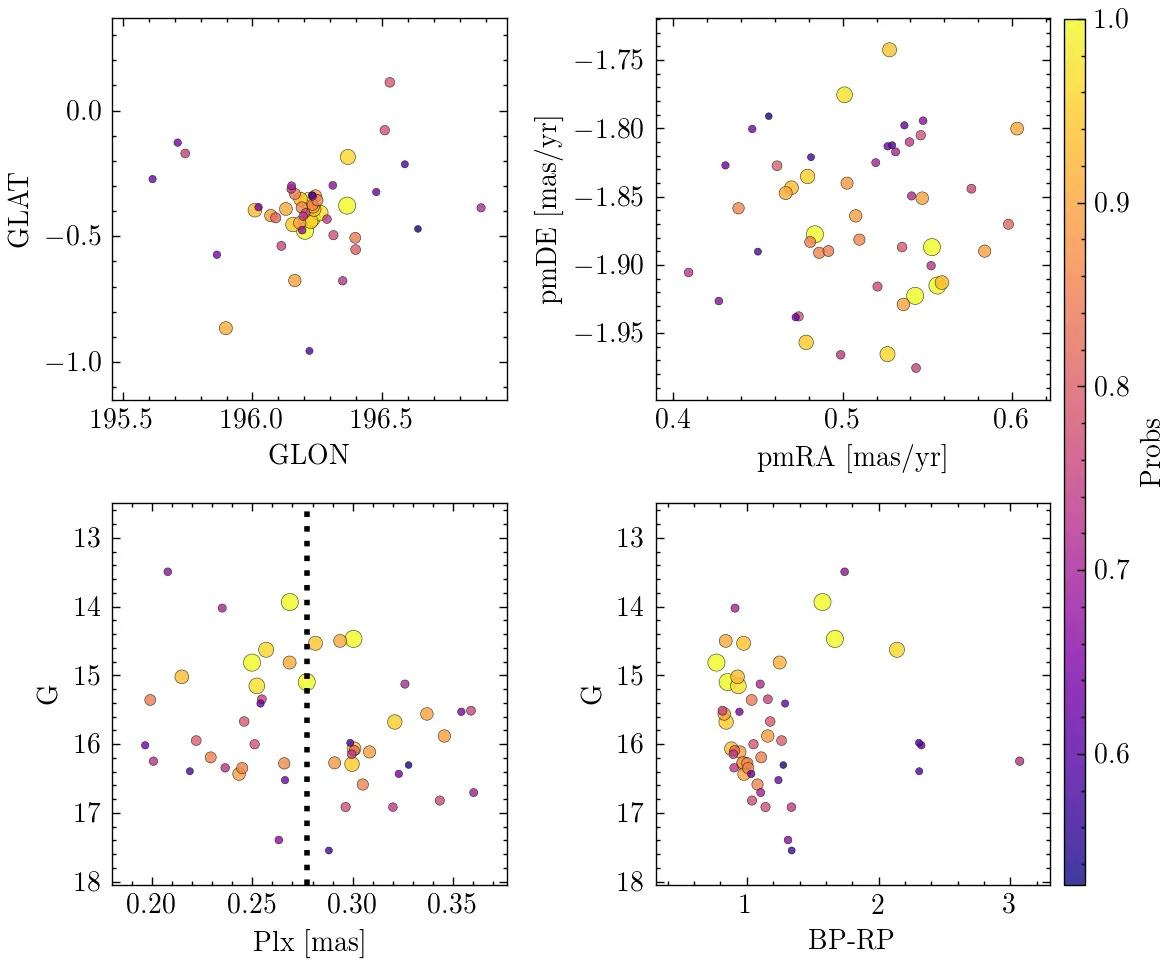 0.0
−0.5
−1.0
GLAT
195.5 196.0 196.5
GLON
−1.75
−1.80
−1.85
−1.90
−1.95
pmDE [mas/yr]
0.4 0.5 0.6
pmRA [mas/yr]
1.0
0.9
0.8
0.7
0.6
Probs
13
14
15
16
17
18
G
0.20 0.25 0.30 0.35
Plx [mas]
13
14
15
16
17
18
G
1 2 3
BP-RP